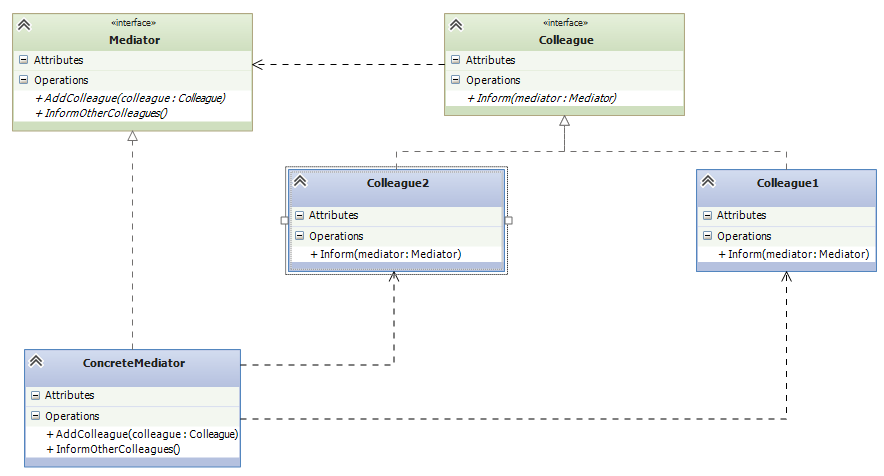 «interface»
Mediator
Attributes
Operations
+ AddColleague(colleague : Colleague)
+ InformOtherColleagues()
«interface»
Colleague
Attributes
Operations
+ Inform(mediator : Mediator)
Colleague2
Attributes
Operations
+ Inform(mediator : Mediator)
Colleague1
Attributes
Operations
+ Inform(mediator : Mediator)
ConcreteMediator
Attributes
Operations
+ AddColleague(colleague : Colleague)
+ InformOtherColleagues()